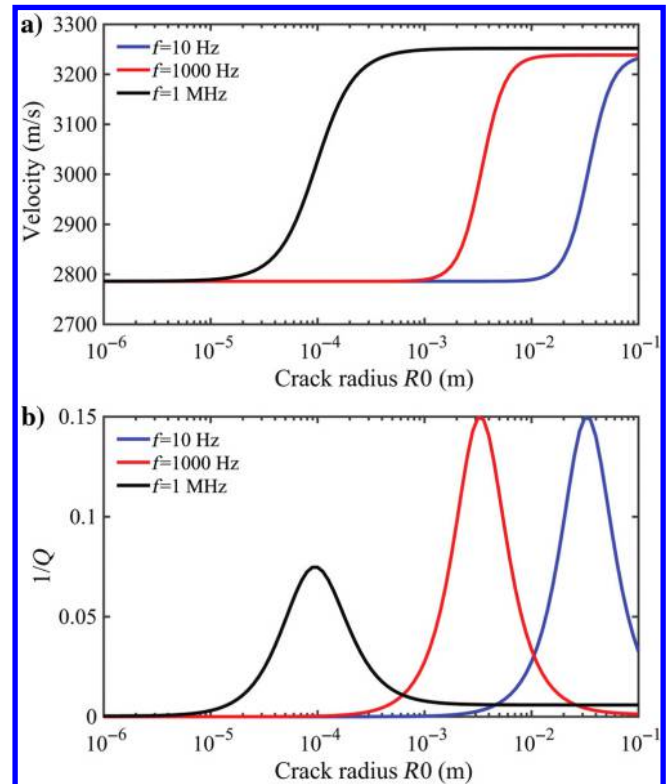 a)
3300
3200
3100
3000
2900
2800
2700
Velocity (m/s)
f=10 Hz
f=1000 Hz
f=1 MHz
10⁻⁶ 10⁻⁵ 10⁻⁴ 10⁻³ 10⁻² 10⁻¹
Crack radius R0 (m)
b)
0.15
0.1
0.05
0
1/Q
f=10 Hz
f=1000 Hz
f=1 MHz
10⁻⁶ 10⁻⁵ 10⁻⁴ 10⁻³ 10⁻² 10⁻¹
Crack radius R0 (m)